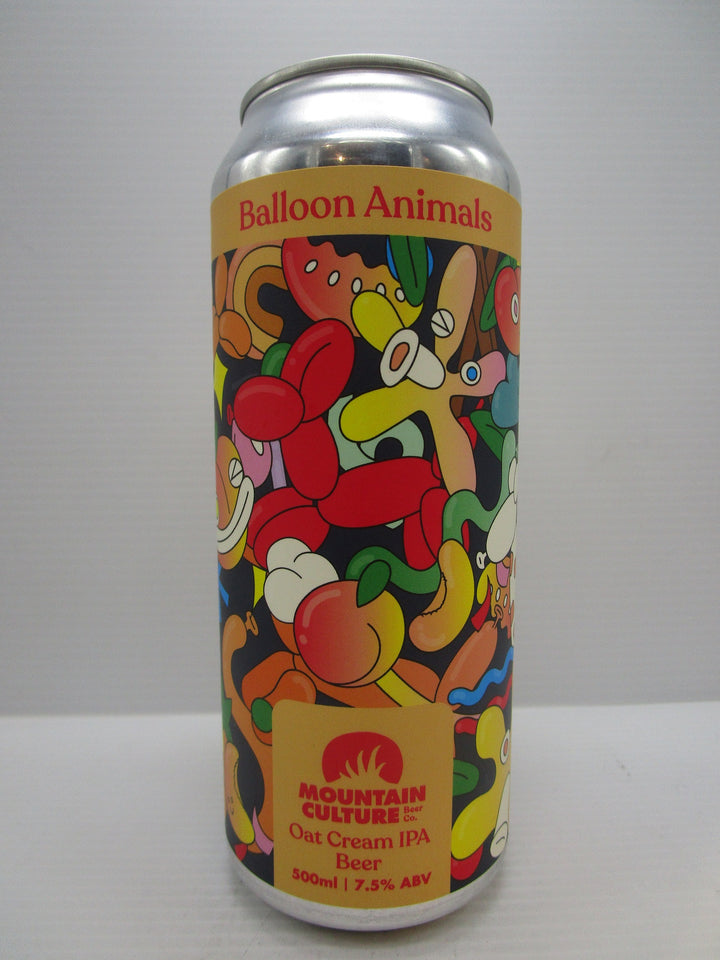 Balloon Animals
MOUNTAIN
CULTURE Beer Co.
Oat Cream IPA
Beer
500ml | 7.5% ABV